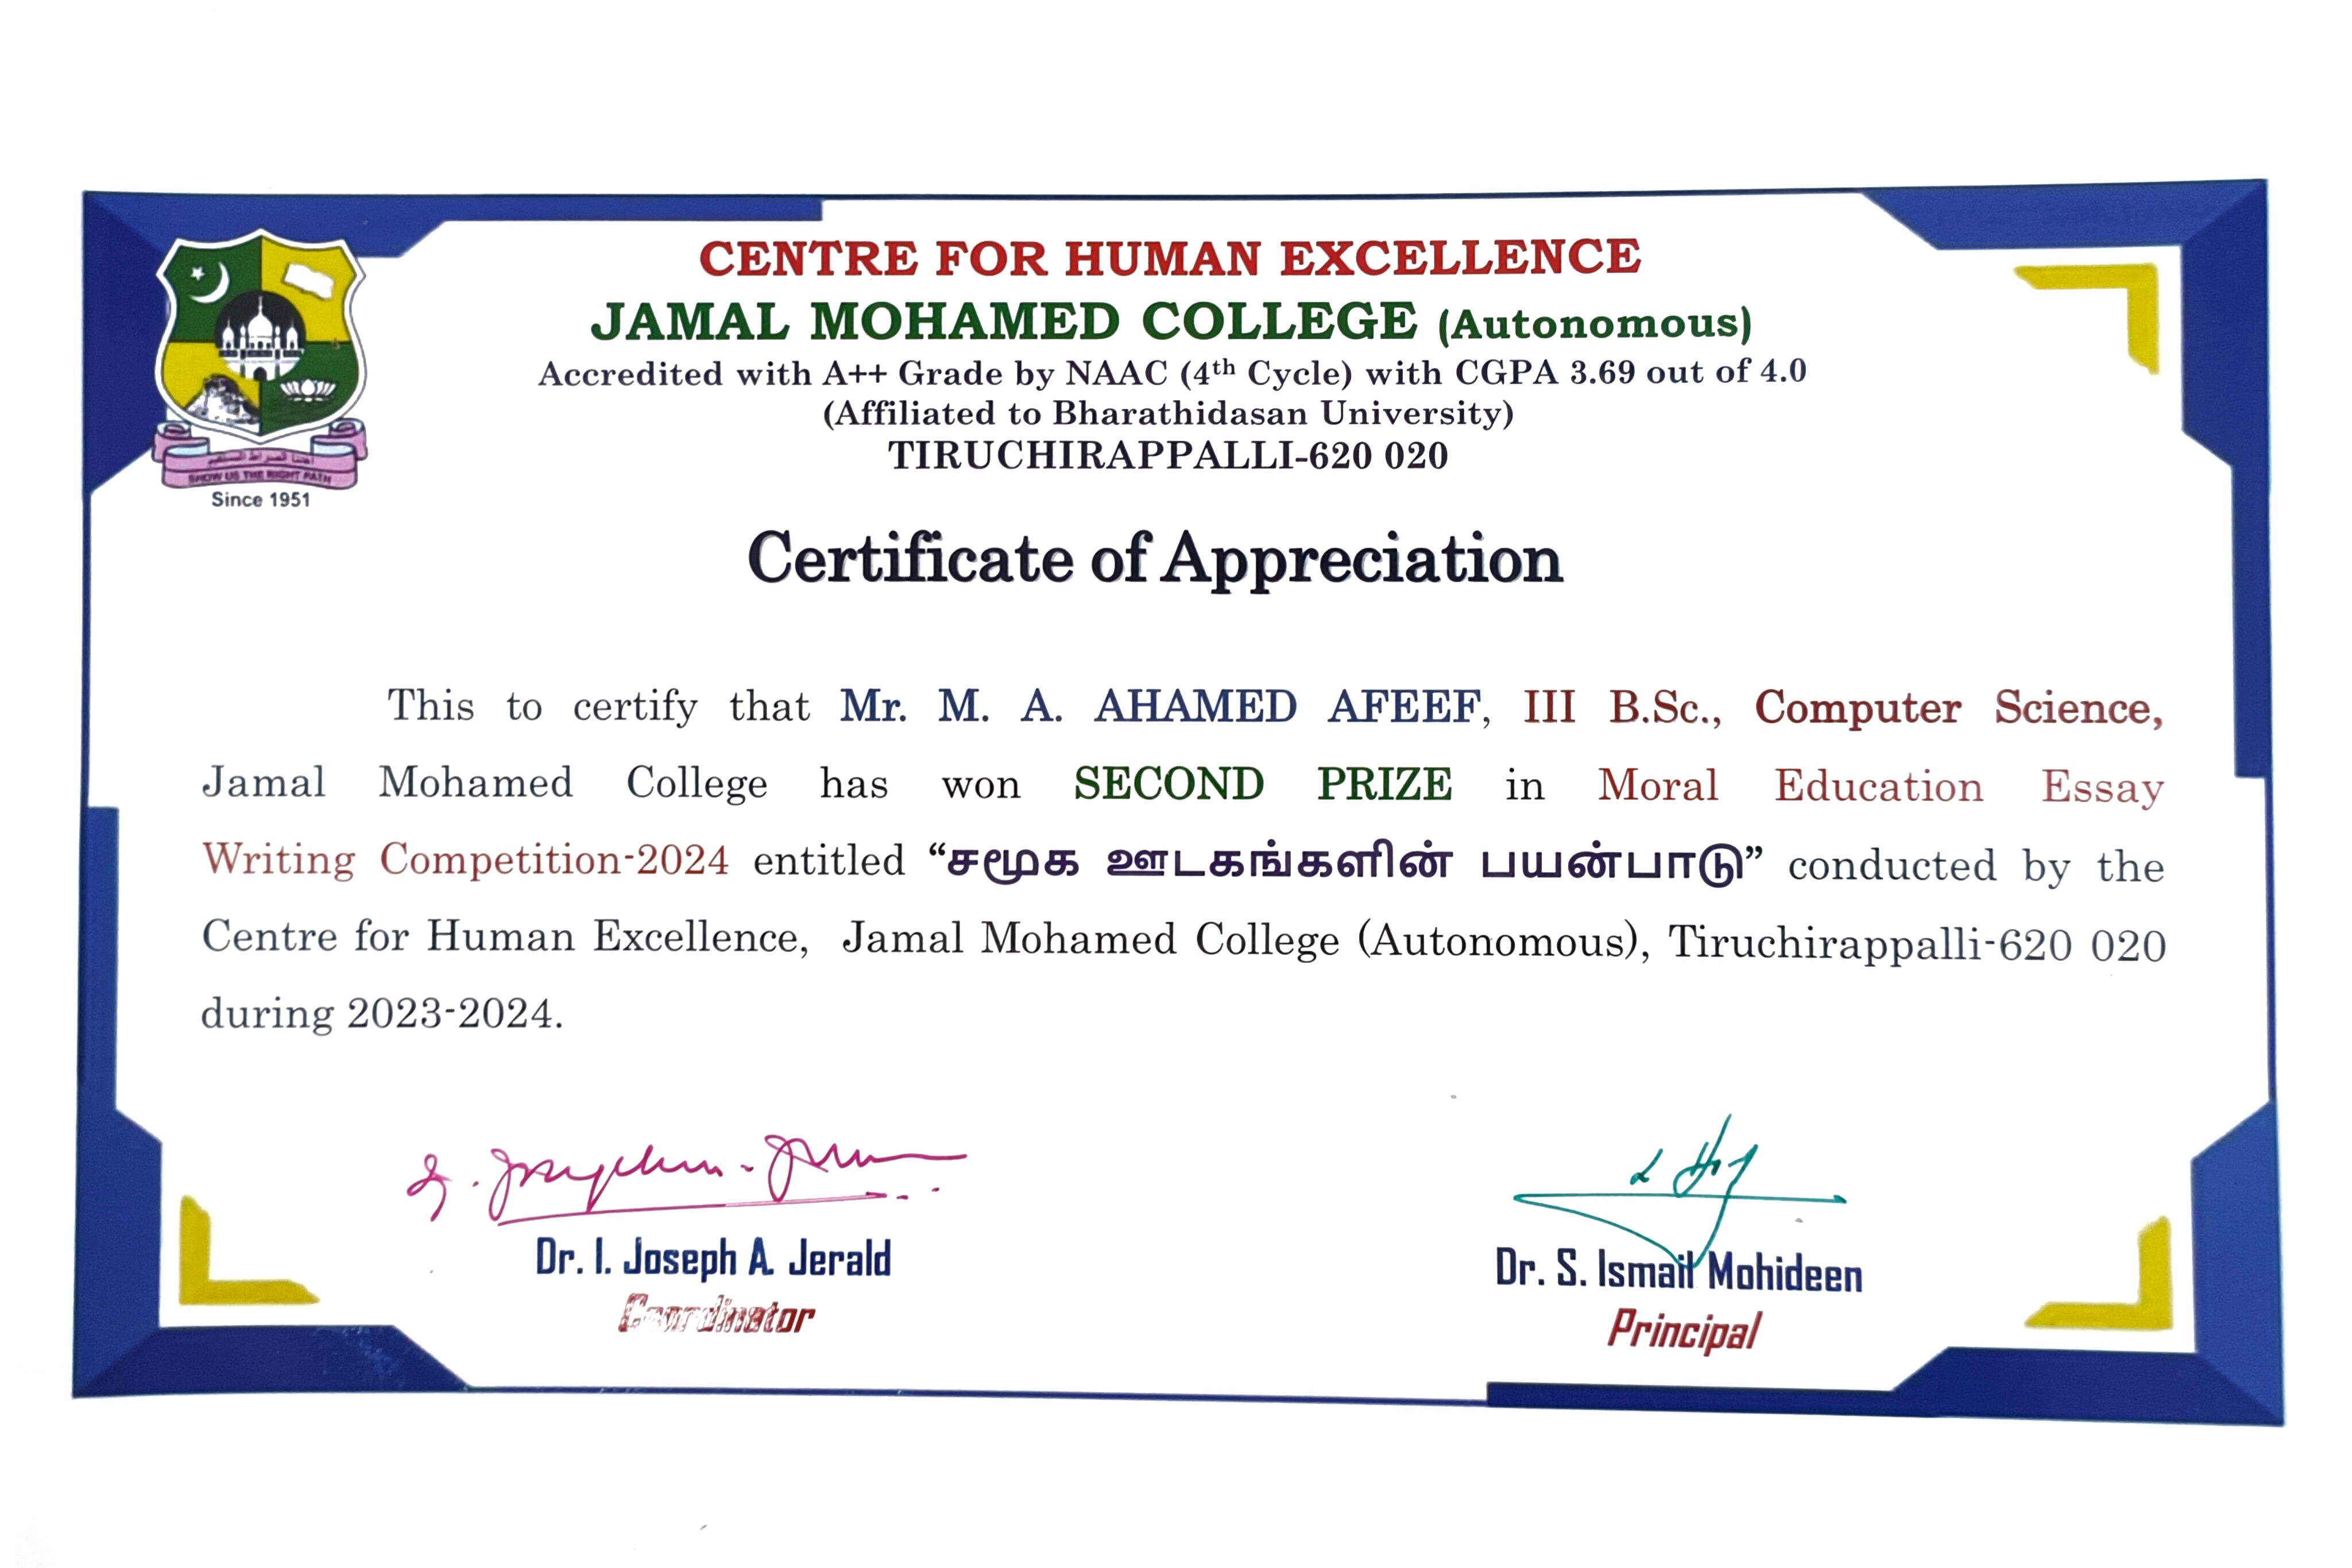 CENTRE FOR HUMAN EXCELLENCE
JAMAL MOHAMED COLLEGE (Autonomous)
Accredited with A++ Grade by NAAC (4th Cycle) with CGPA 3.69 out of 4.0
(Affiliated to Bharathidasan University)
TIRUCHIRAPPALLI-620 020
اهدنا الصراط المستقيم
SHOW US THE RIGHT PATH
Since 1951
Certificate of Appreciation
This to certify that Mr. M. A. AHAMED AFEEF, III B.Sc., Computer Science,
Jamal Mohamed College has won SECOND PRIZE in Moral Education Essay
Writing Competition-2024 entitled “சமூக ஊடகங்களின் பயன்பாடு” conducted by the
Centre for Human Excellence, Jamal Mohamed College (Autonomous), Tiruchirappalli-620 020
during 2023-2024.
Dr. I. Joseph A. Jerald
Coordinator
Dr. S. Ismail Mohideen
Principal